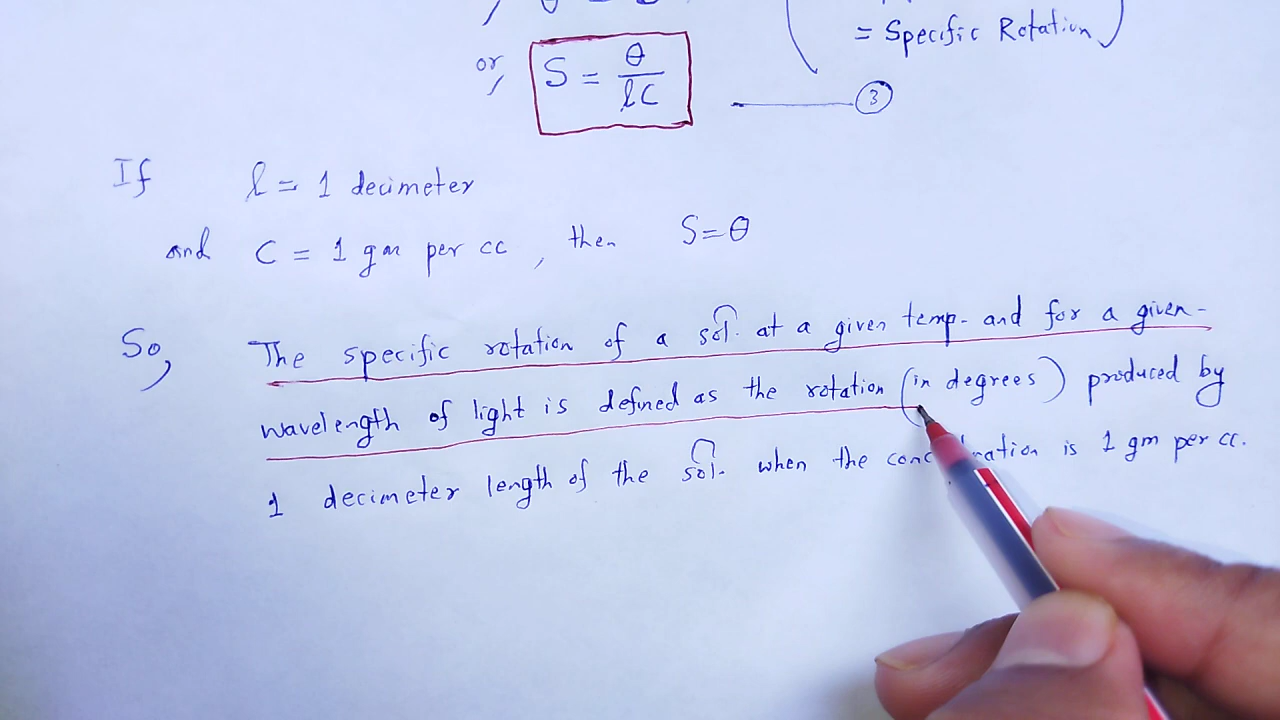 = Specific Rotation
or, S = θ/lC ③
If l = 1 decimeter
and C = 1 gm per cc, then S=θ
So, The specific rotation of a sol. at a given temp. and for a given-
wavelength of light is defined as the rotation (in degrees) produced by
1 decimeter length of the sol. when the is 1 gm per cc.